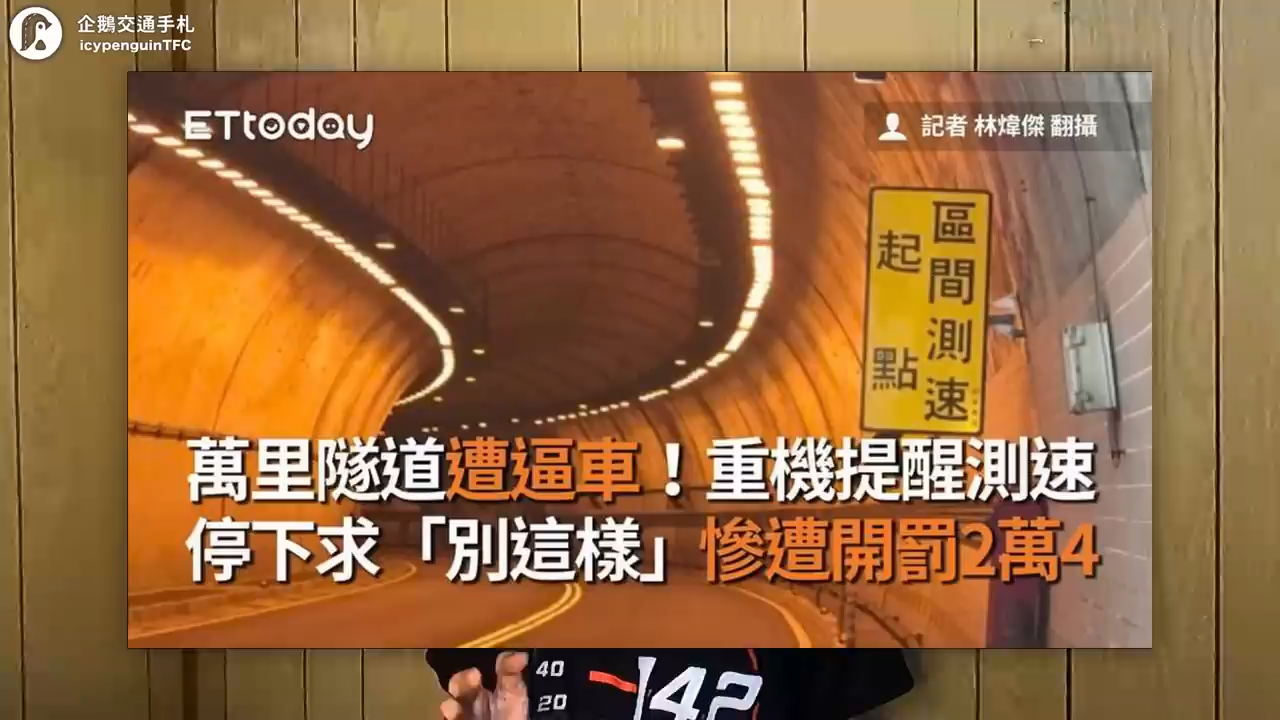 企鵝交通手札
icypenguinTFC
ETtoday
記者 林煒傑 翻攝
區間測速
起點
萬里隧道遭逼車！重機提醒測速
停下求「別這樣」慘遭開罰2萬4
40
20
142